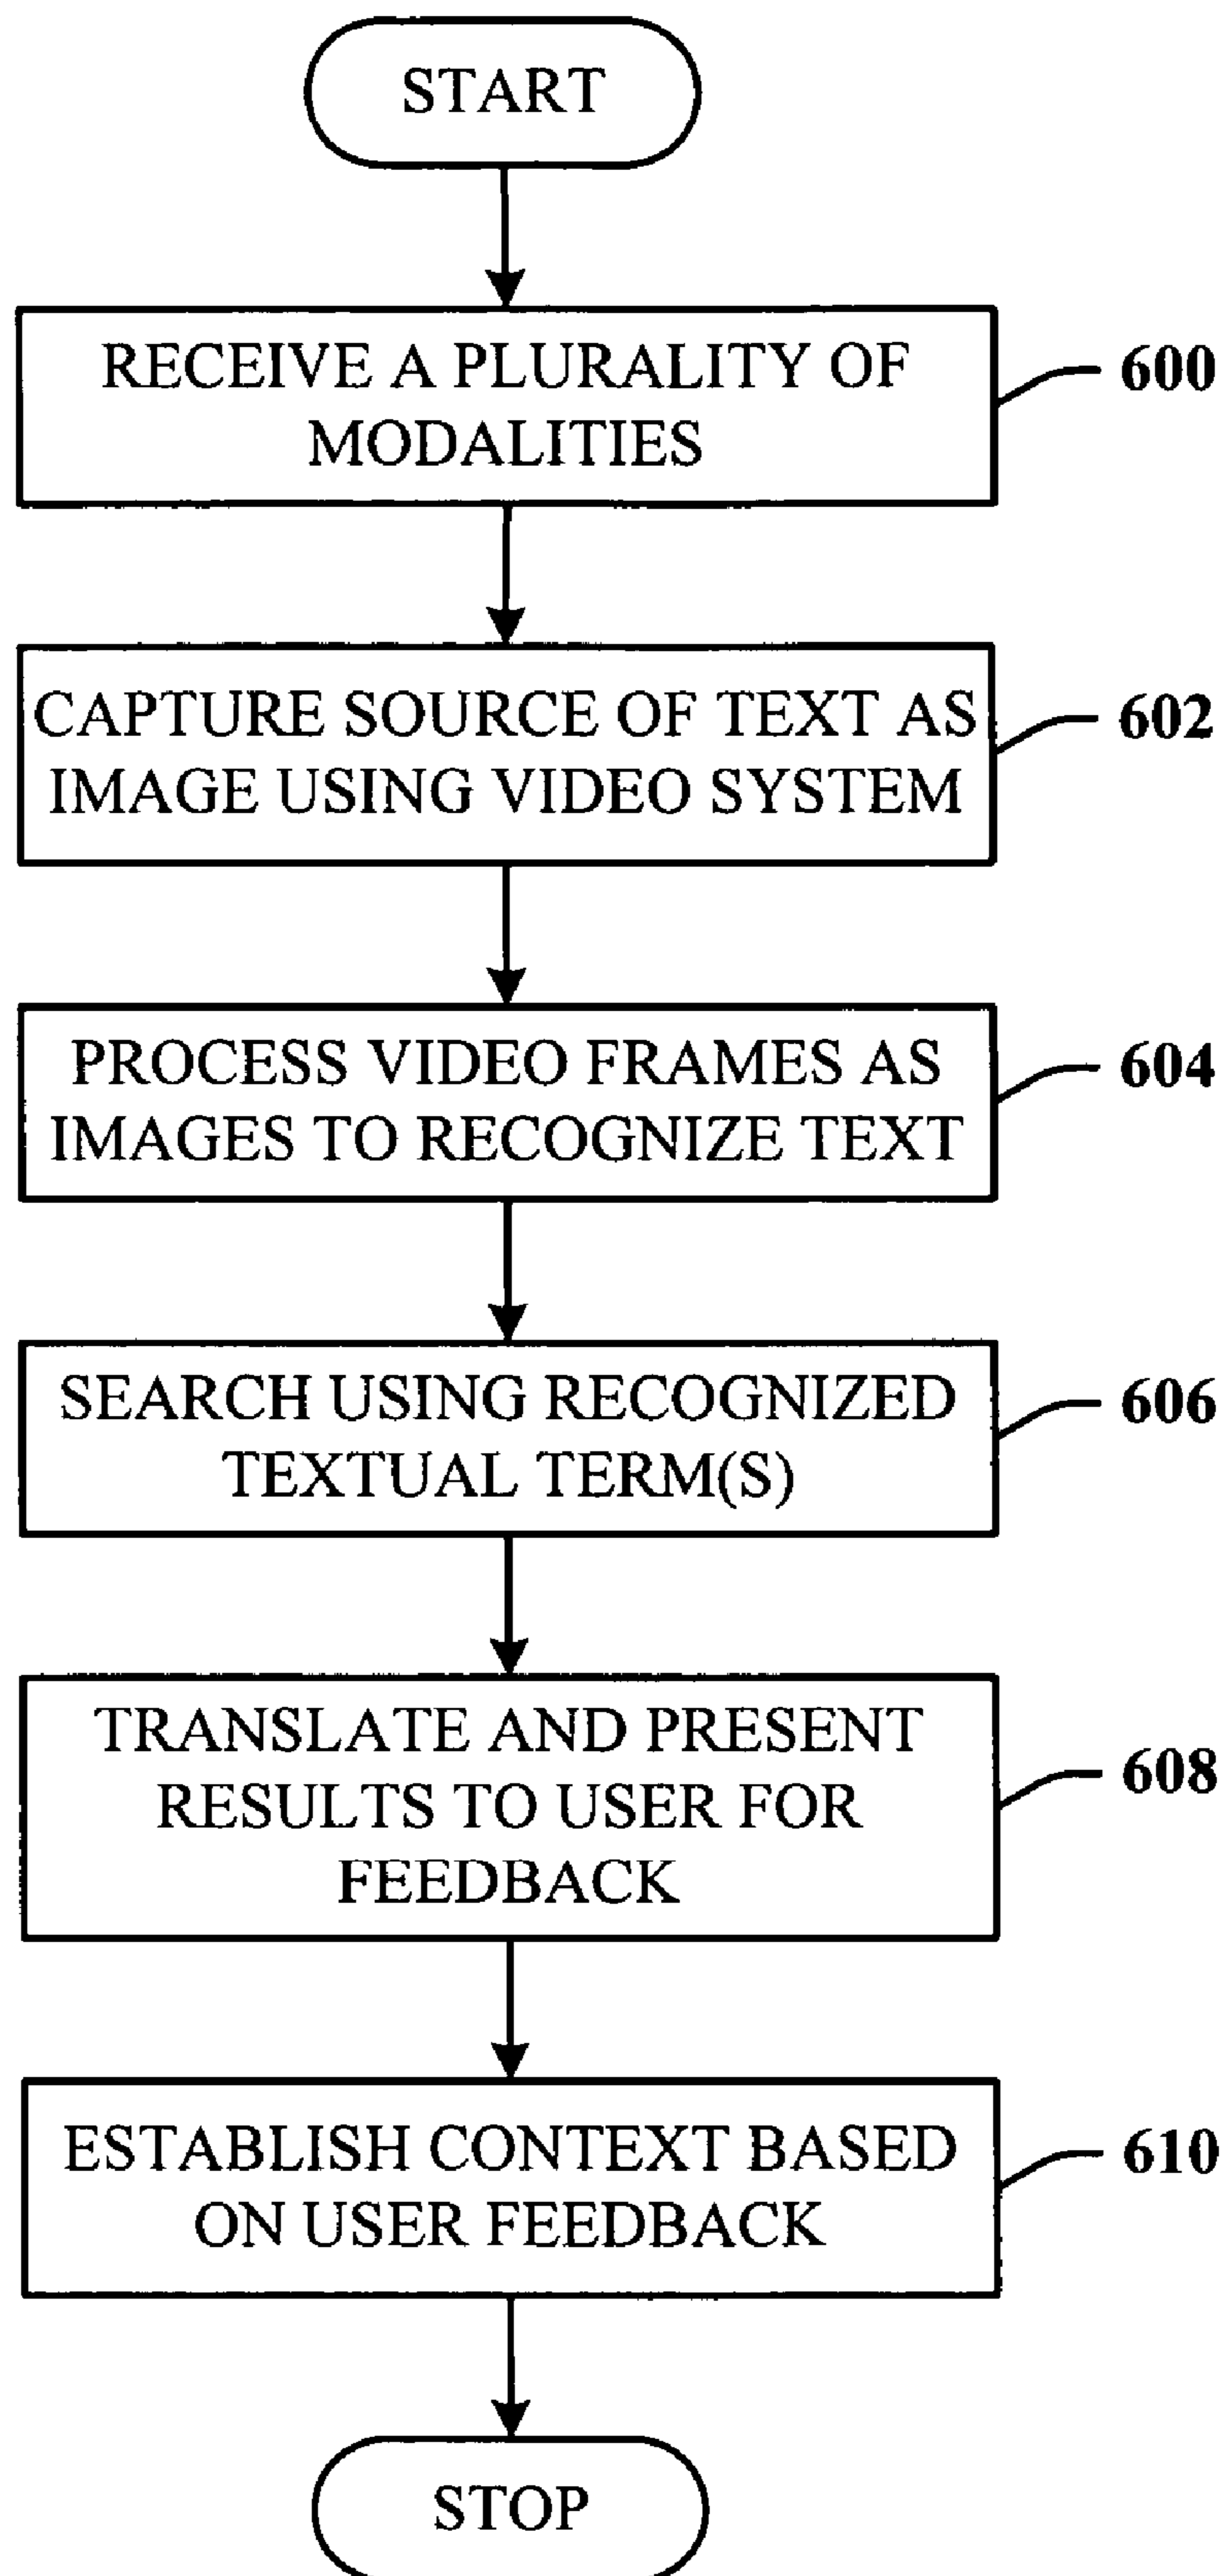 START
RECEIVE A PLURALITY OF
MODALITIES
600
CAPTURE SOURCE OF TEXT AS
IMAGE USING VIDEO SYSTEM
602
PROCESS VIDEO FRAMES AS
IMAGES TO RECOGNIZE TEXT
604
SEARCH USING RECOGNIZED
TEXTUAL TERM(S)
606
TRANSLATE AND PRESENT
RESULTS TO USER FOR
FEEDBACK
608
ESTABLISH CONTEXT BASED
ON USER FEEDBACK
610
STOP